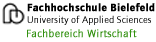 Fachhochschule Bielefeld
University of Applied Sciences
Fachbereich Wirtschaft